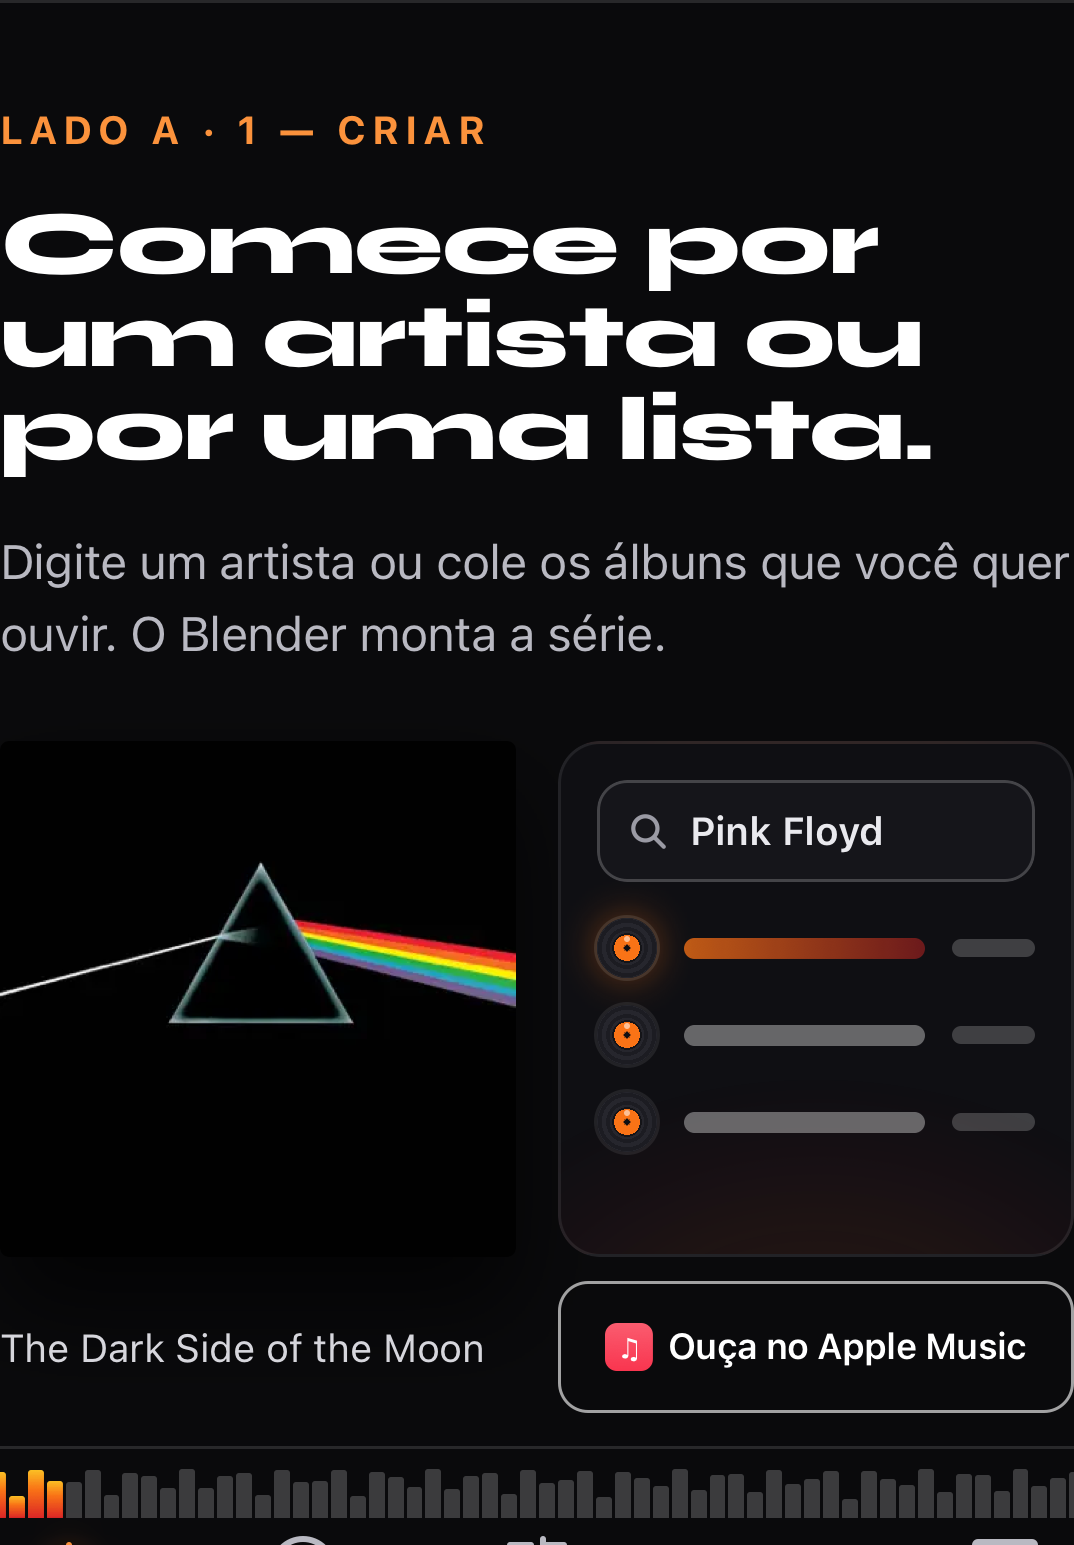 LADO A · 1 — CRIAR
Comece por
um artista ou
por uma lista.
Digite um artista ou cole os álbuns que você quer
ouvir. O Blender monta a série.
Pink Floyd
The Dark Side of the Moon
Ouça no Apple Music